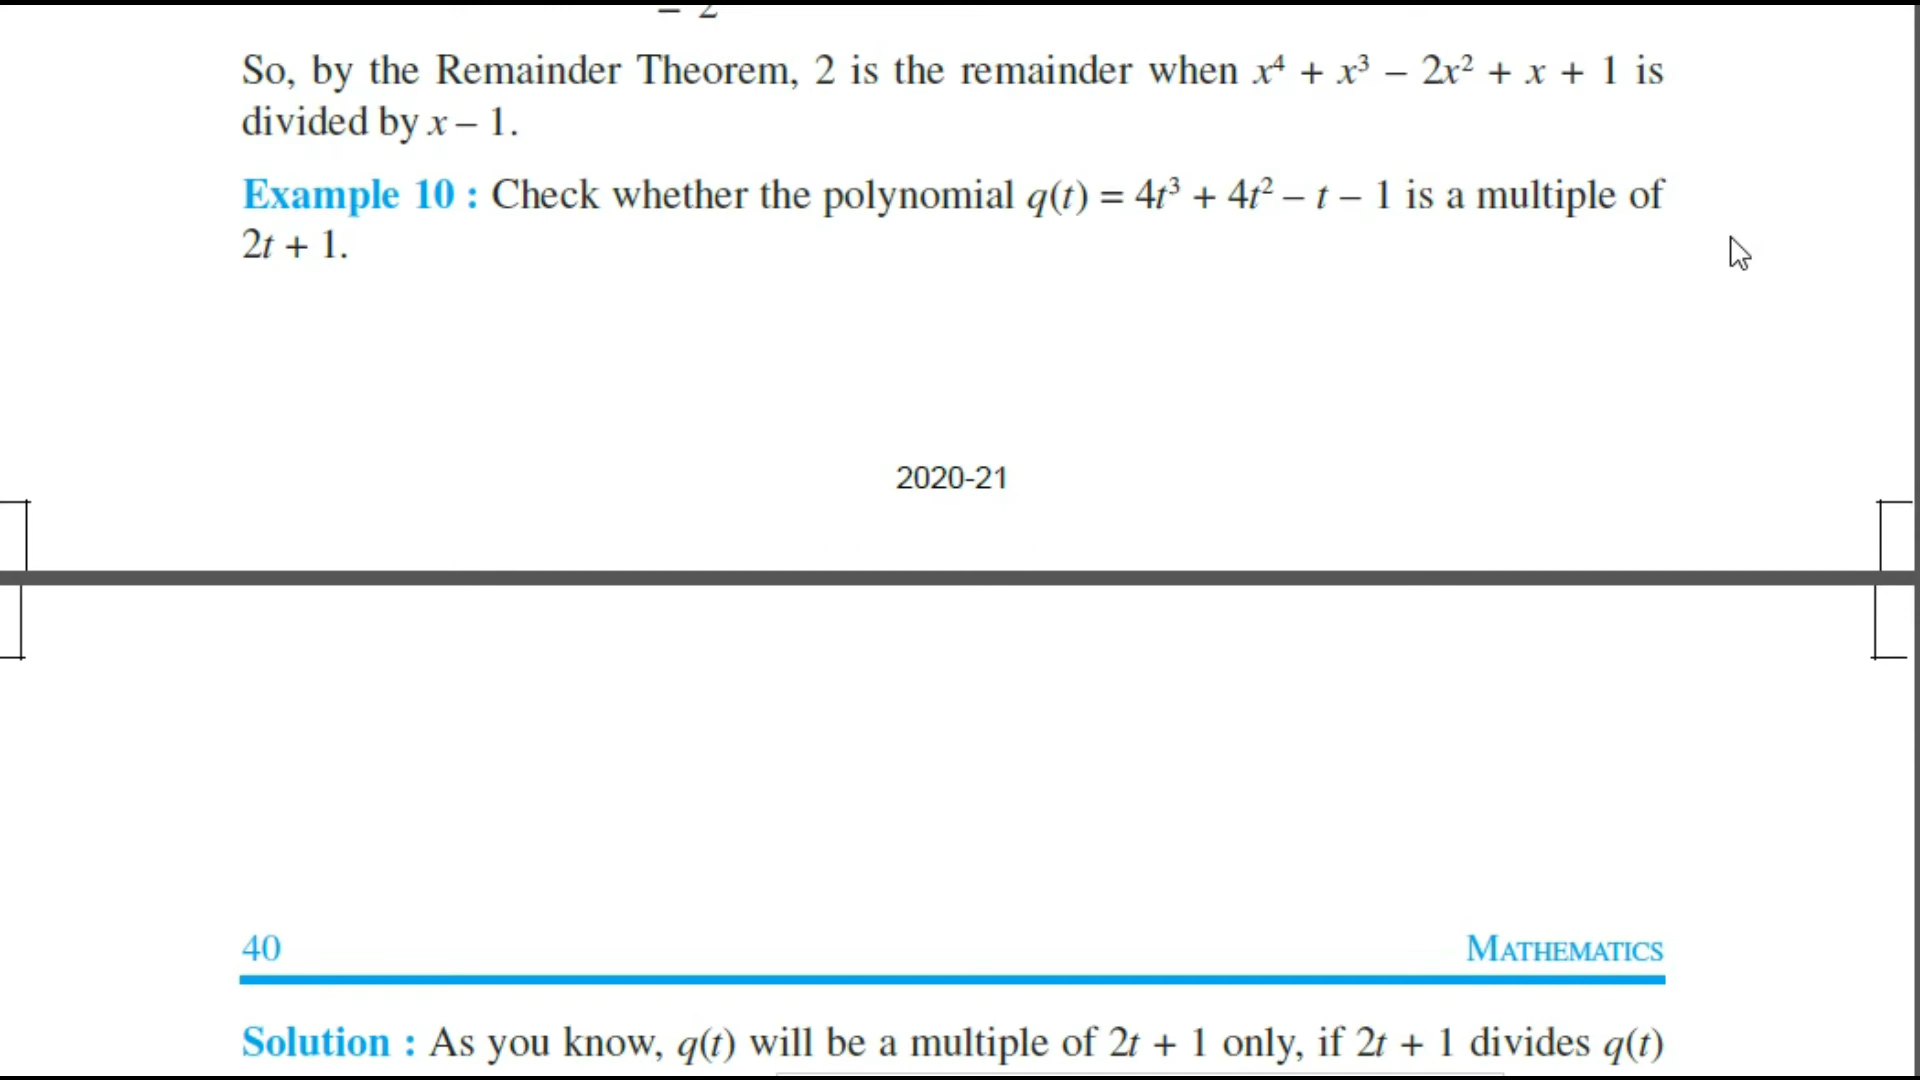 = 2
So, by the Remainder Theorem, 2 is the remainder when x⁴ + x³ – 2x² + x + 1 is
divided by x – 1.
Example 10 : Check whether the polynomial q(t) = 4t³ + 4t² – t – 1 is a multiple of
2t + 1.
2020-21
40 MATHEMATICS
Solution : As you know, q(t) will be a multiple of 2t + 1 only, if 2t + 1 divides q(t)